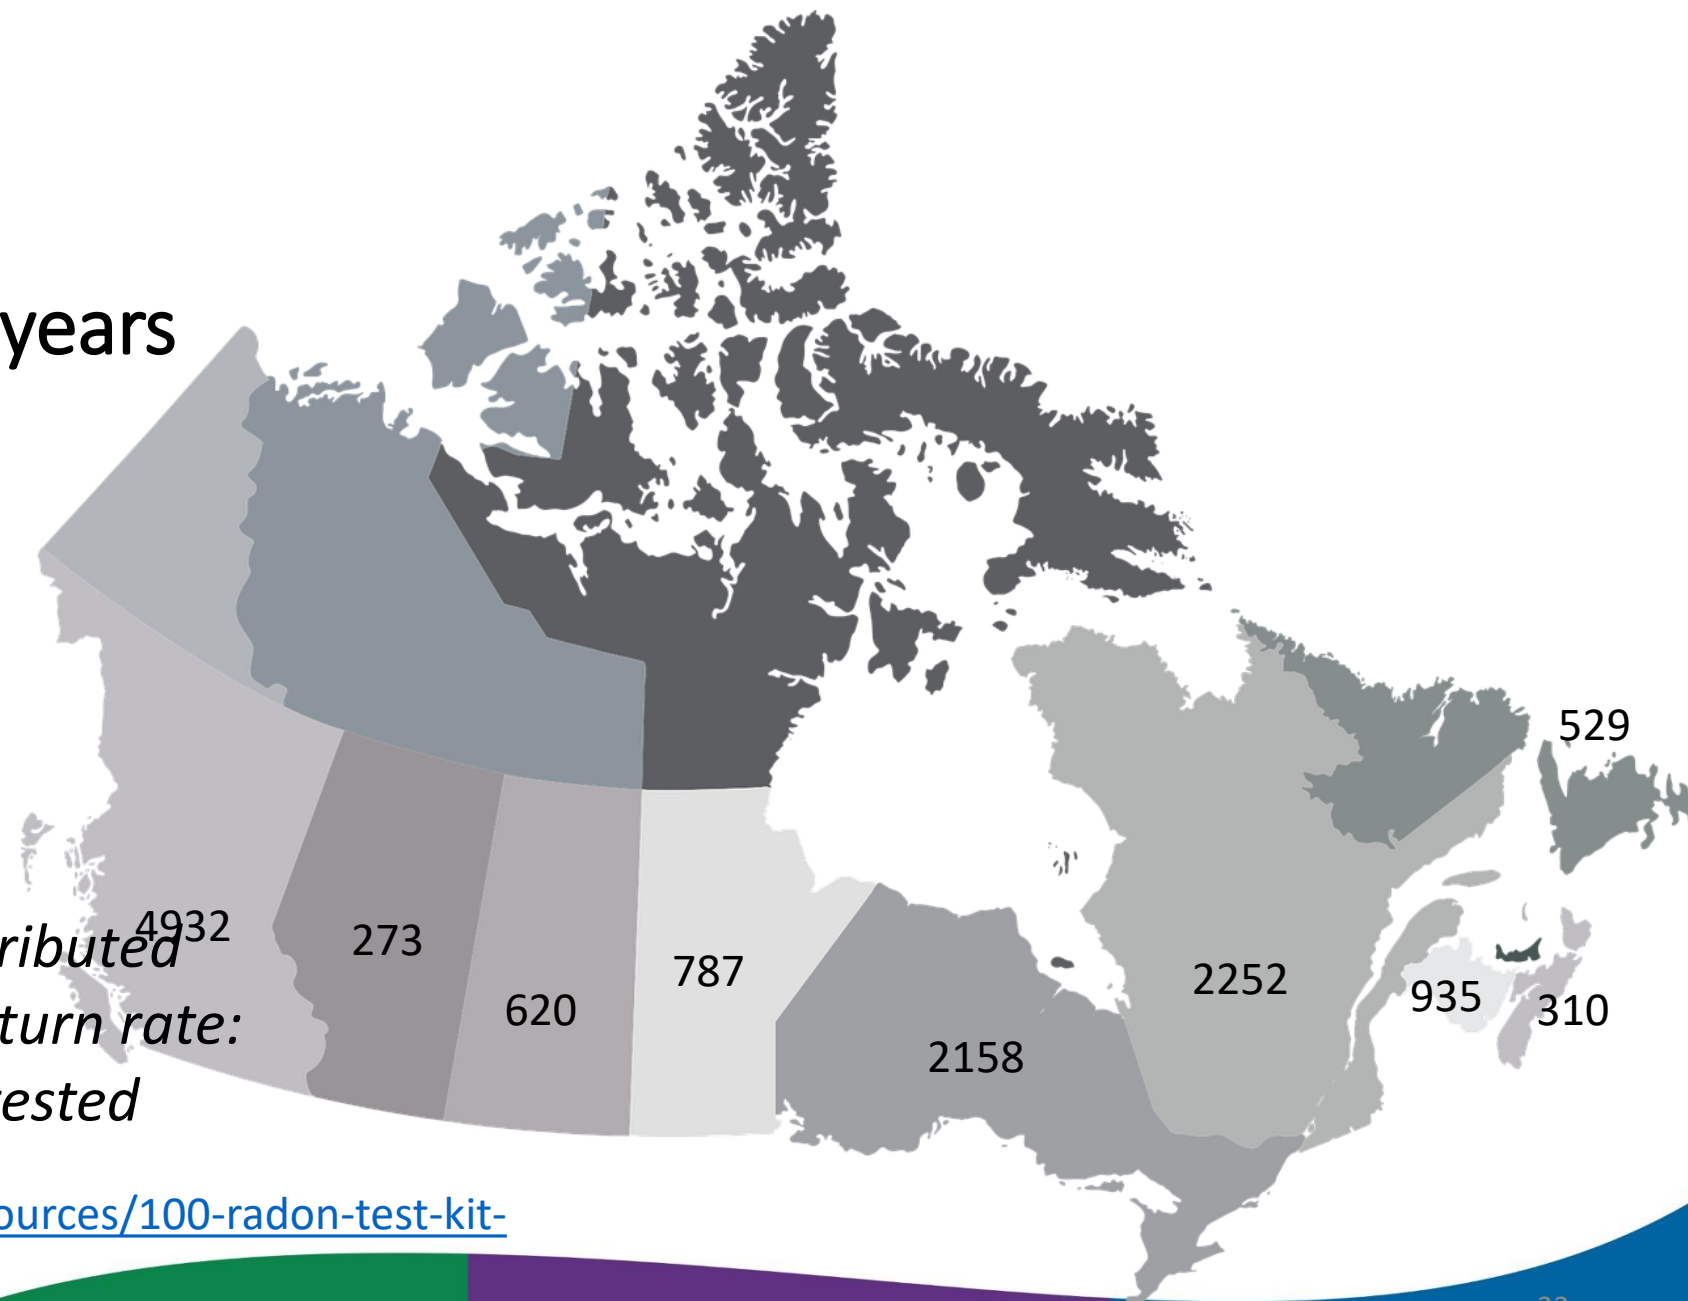 years
529
4932
ributed
273
787
2252
935
310
620
turn rate:
2158
ested
ources/100-radon-test-kit-